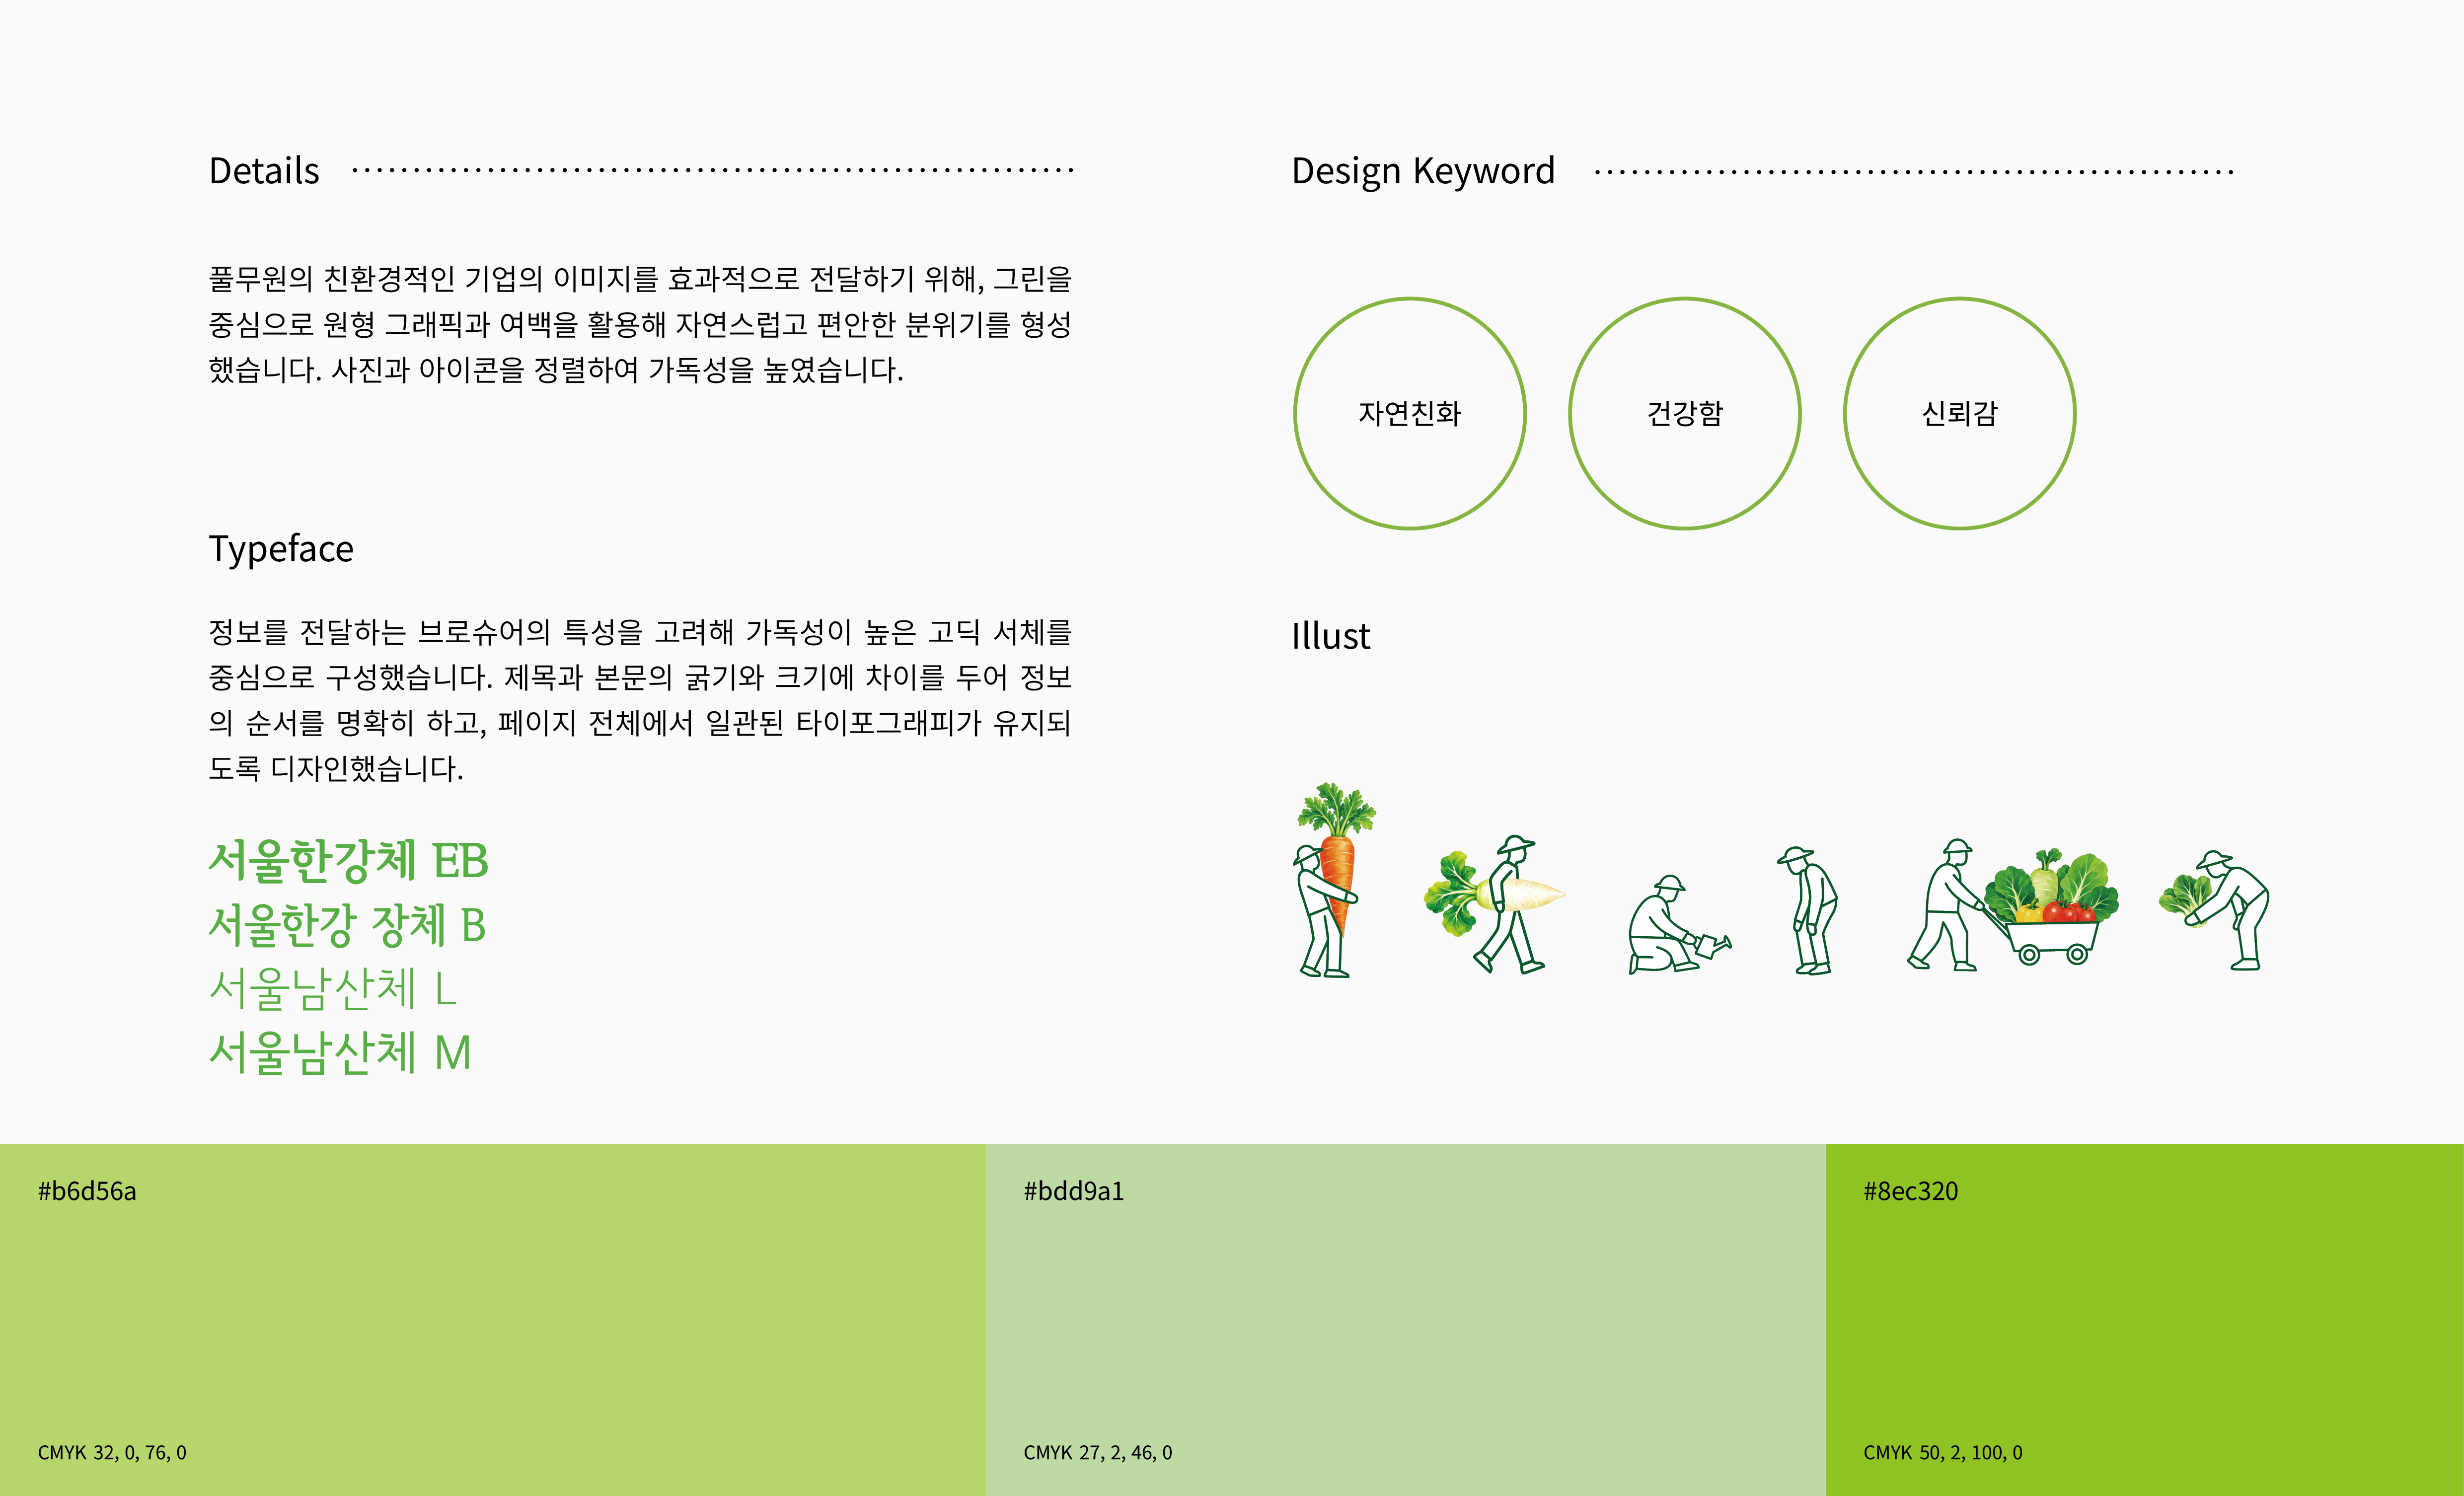 Details
풀무원의 친환경적인 기업의 이미지를 효과적으로 전달하기 위해, 그린을
중심으로 원형 그래픽과 여백을 활용해 자연스럽고 편안한 분위기를 형성
했습니다. 사진과 아이콘을 정렬하여 가독성을 높였습니다.
Typeface
정보를 전달하는 브로슈어의 특성을 고려해 가독성이 높은 고딕 서체를
중심으로 구성했습니다. 제목과 본문의 굵기와 크기에 차이를 두어 정보
의 순서를 명확히 하고, 페이지 전체에서 일관된 타이포그래피가 유지되
도록 디자인했습니다.
서울한강체 EB
서울한강 장체 B
서울남산체 L
서울남산체 M
Design Keyword
자연친화
건강함
신뢰감
Illust
#b6d56a
CMYK 32, 0, 76, 0
#bdd9a1
CMYK 27, 2, 46, 0
#8ec320
CMYK 50, 2, 100, 0